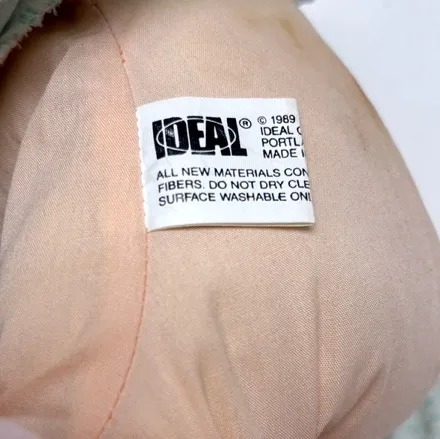 IDEAL® © 1989
IDEAL
PORTL
MADE
ALL NEW MATERIALS CON
FIBERS. DO NOT DRY CLE
SURFACE WASHABLE ONL